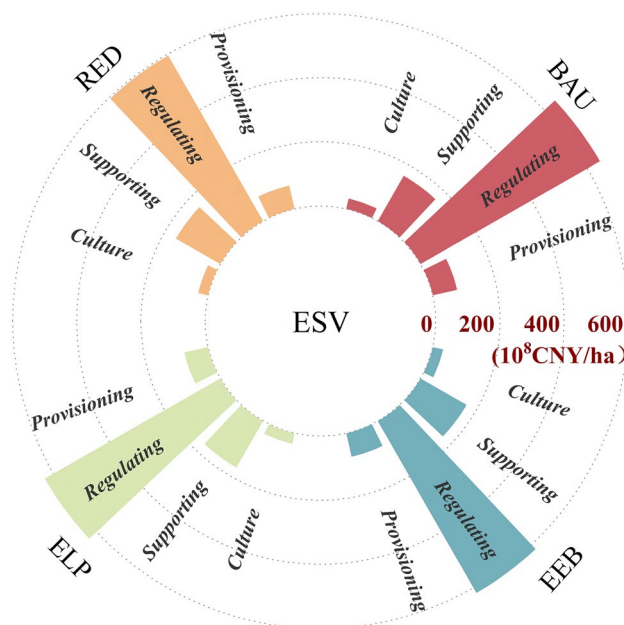 RED
Provisioning
Regulating
Supporting
Culture
BAU
Culture
Supporting
Regulating
Provisioning
ESV
0 200 400 600
(10⁸CNY/ha）
Provisioning
Regulating
Supporting
Culture
ELP
Culture
Supporting
Regulating
Provisioning
EEB